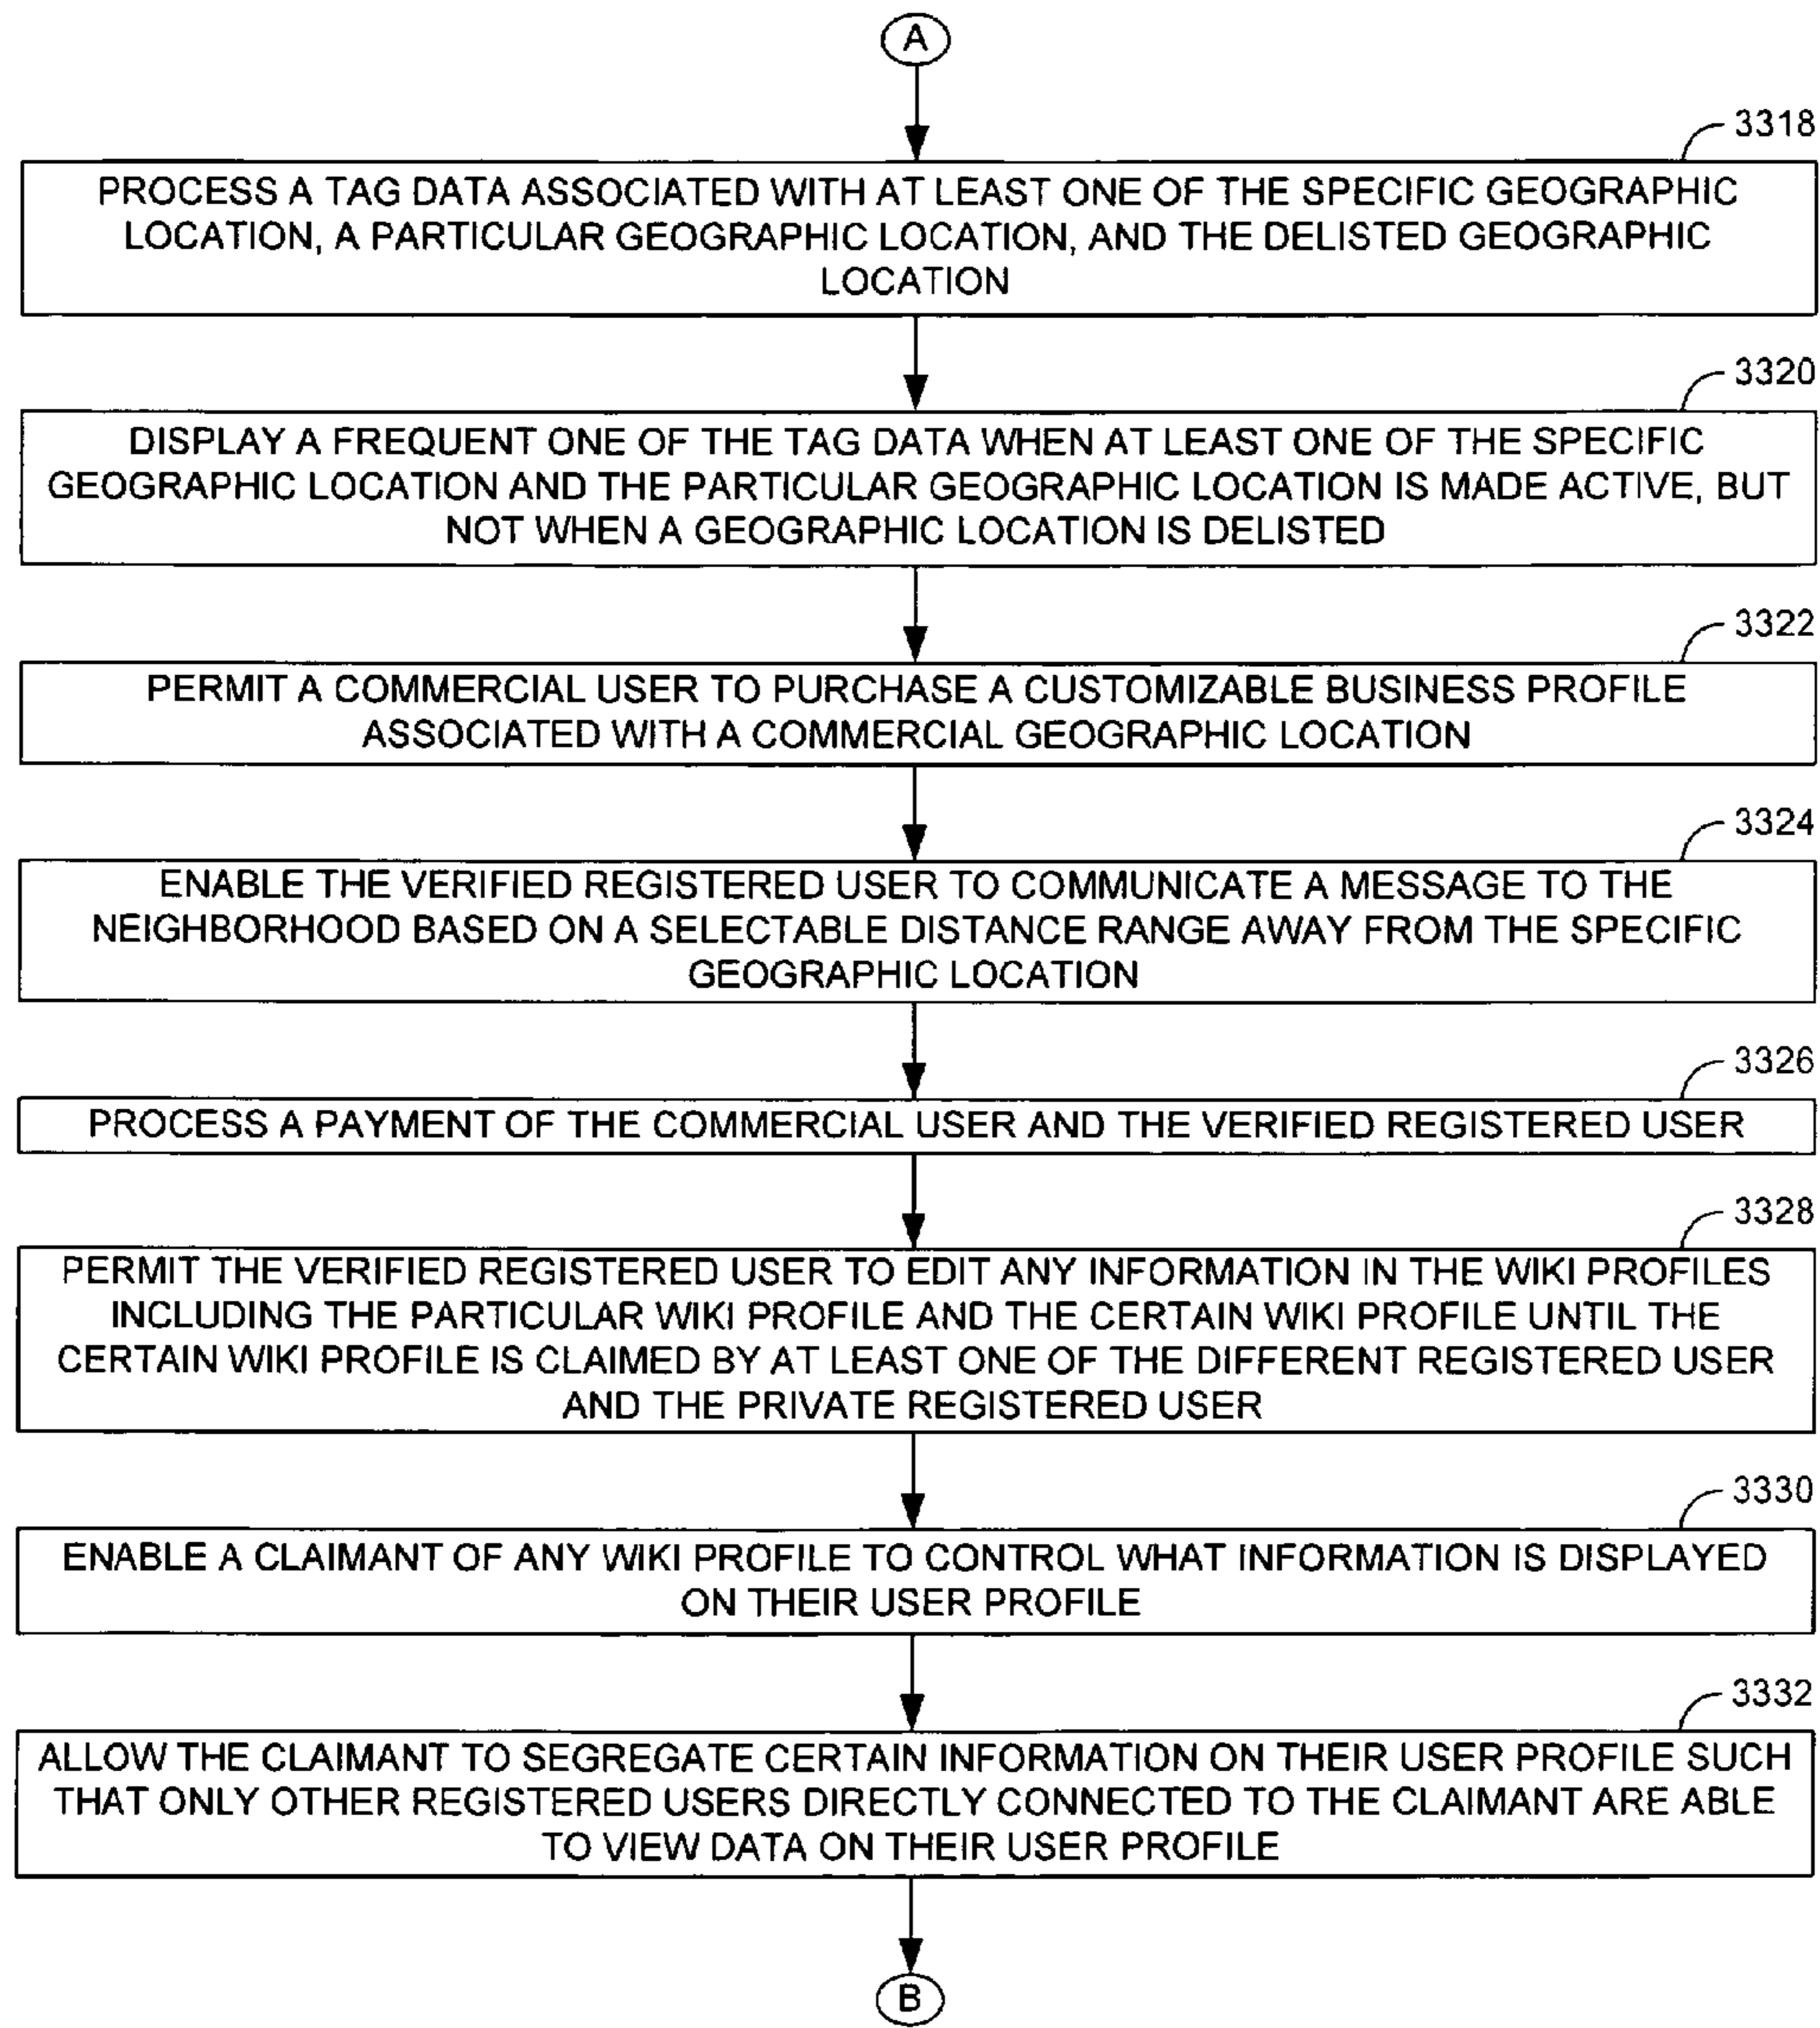 A
3318
PROCESS A TAG DATA ASSOCIATED WITH AT LEAST ONE OF THE SPECIFIC GEOGRAPHIC
LOCATION, A PARTICULAR GEOGRAPHIC LOCATION, AND THE DELISTED GEOGRAPHIC
LOCATION
3320
DISPLAY A FREQUENT ONE OF THE TAG DATA WHEN AT LEAST ONE OF THE SPECIFIC
GEOGRAPHIC LOCATION AND THE PARTICULAR GEOGRAPHIC LOCATION IS MADE ACTIVE, BUT
NOT WHEN A GEOGRAPHIC LOCATION IS DELISTED
3322
PERMIT A COMMERCIAL USER TO PURCHASE A CUSTOMIZABLE BUSINESS PROFILE
ASSOCIATED WITH A COMMERCIAL GEOGRAPHIC LOCATION
3324
ENABLE THE VERIFIED REGISTERED USER TO COMMUNICATE A MESSAGE TO THE
NEIGHBORHOOD BASED ON A SELECTABLE DISTANCE RANGE AWAY FROM THE SPECIFIC
GEOGRAPHIC LOCATION
3326
PROCESS A PAYMENT OF THE COMMERCIAL USER AND THE VERIFIED REGISTERED USER
3328
PERMIT THE VERIFIED REGISTERED USER TO EDIT ANY INFORMATION IN THE WIKI PROFILES
INCLUDING THE PARTICULAR WIKI PROFILE AND THE CERTAIN WIKI PROFILE UNTIL THE
CERTAIN WIKI PROFILE IS CLAIMED BY AT LEAST ONE OF THE DIFFERENT REGISTERED USER
AND THE PRIVATE REGISTERED USER
3330
ENABLE A CLAIMANT OF ANY WIKI PROFILE TO CONTROL WHAT INFORMATION IS DISPLAYED
ON THEIR USER PROFILE
3332
ALLOW THE CLAIMANT TO SEGREGATE CERTAIN INFORMATION ON THEIR USER PROFILE SUCH
THAT ONLY OTHER REGISTERED USERS DIRECTLY CONNECTED TO THE CLAIMANT ARE ABLE
TO VIEW DATA ON THEIR USER PROFILE
B